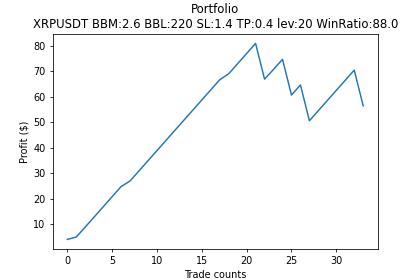 Portfolio
XRPUSDT BBM:2.6 BBL:220 SL:1.4 TP:0.4 lev:20 WinRatio:88.0
80
70
60
50
40
30
20
10
Profit ($)
0 5 10 15 20 25 30
Trade counts